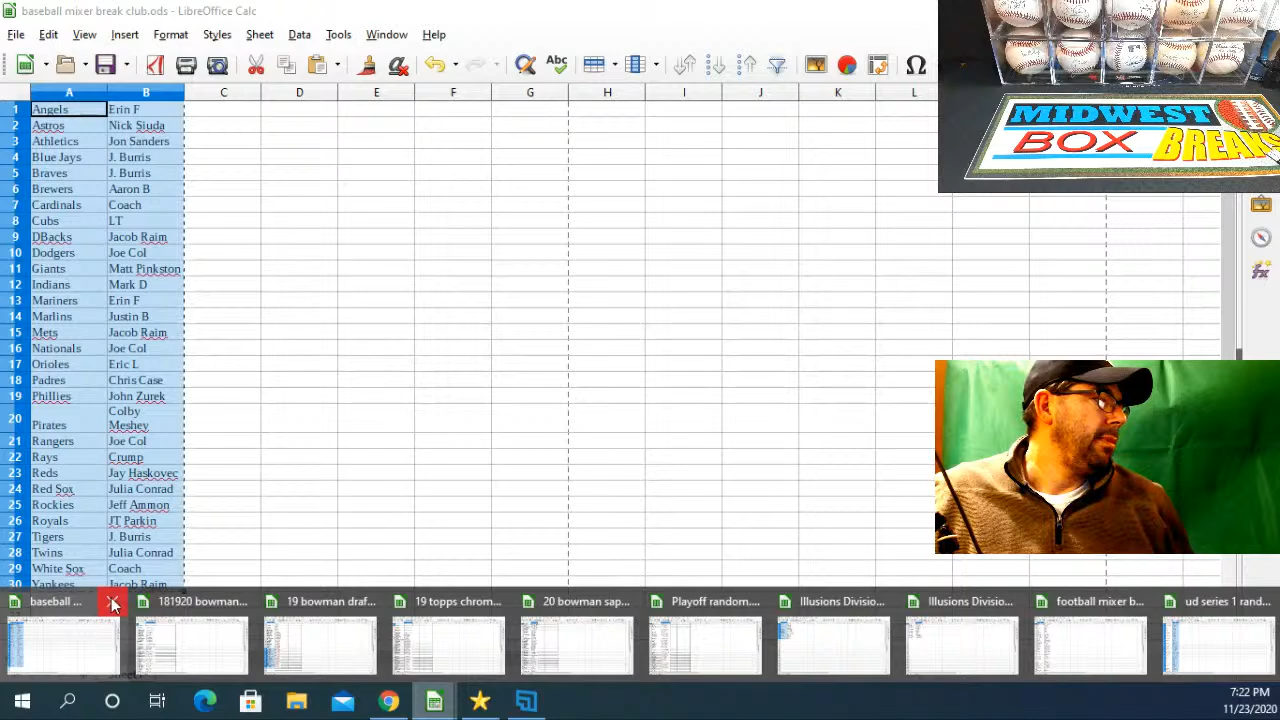 baseball mixer break club.ods - LibreOffice Calc
File Edit View Insert Format Styles Sheet Data Tools Window Help
A B C D E F G H I J K L
1 Angels Erin F
2 Astros Nick Siuda
3 Athletics Jon Sanders
4 Blue Jays J. Burris
5 Braves J. Burris
6 Brewers Aaron B
7 Cardinals Coach
8 Cubs LT
9 DBacks Jacob Raim
10 Dodgers Joe Col
11 Giants Matt Pinkston
12 Indians Mark D
13 Mariners Erin F
14 Marlins Justin B
15 Mets Jacob Raim
16 Nationals Joe Col
17 Orioles Eric L
18 Padres Chris Case
19 Phillies John Zurek
20 Pirates Colby Meshey
21 Rangers Joe Col
22 Rays Crump
23 Reds Jay Haskovec
24 Red Sox Julia Conrad
25 Rockies Jeff Ammon
26 Royals JT Parkin
27 Tigers J. Burris
28 Twins Julia Conrad
29 White Sox Coach
30 Yankees Jacob Raim
MIDWEST
BOX BREAKS
baseball ... 181920 bowman... 19 bowman draf... 19 topps chrom... 20 bowman sap... Playoff random.... Illusions Divisio... Illusions Divisio... football mixer b... ud series 1 rand...
7:22 PM
11/23/2020